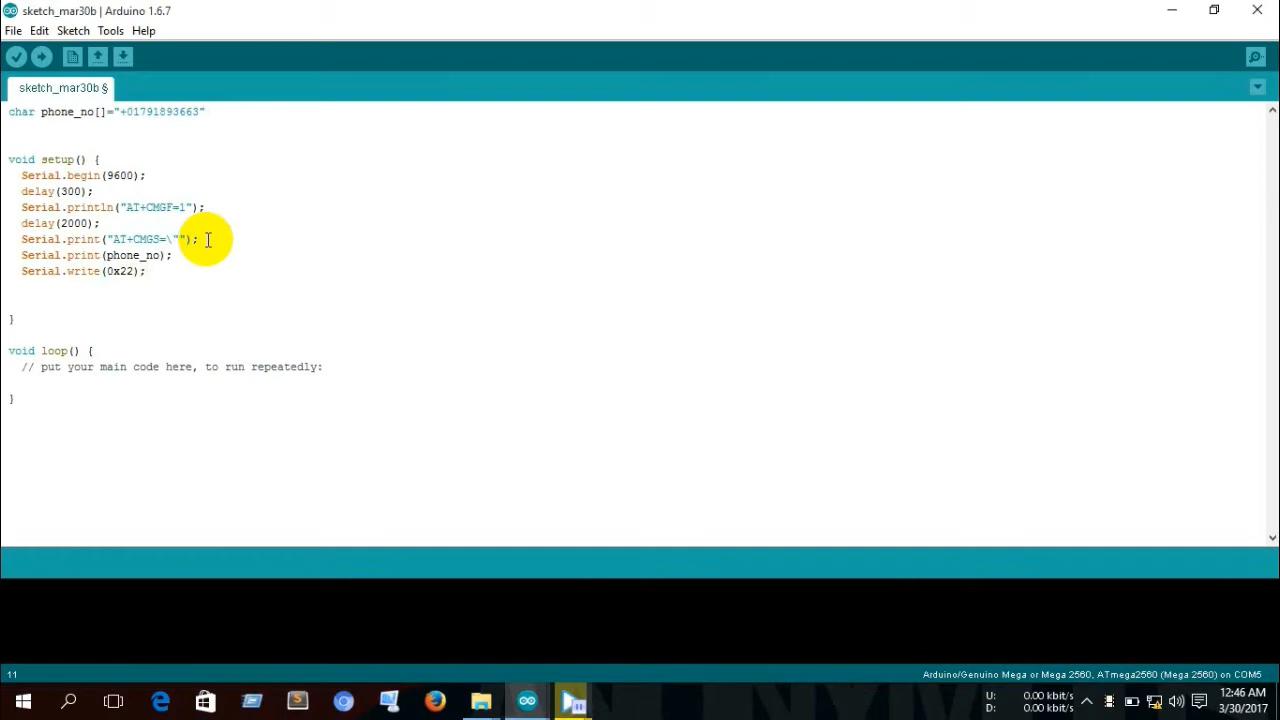 sketch_mar30b | Arduino 1.6.7
File Edit Sketch Tools Help
sketch_mar30b §
char phone_no[]="+01791893663"
void setup() {
Serial.begin(9600);
delay(300);
Serial.println("AT+CMGF=1");
delay(2000);
Serial.print("AT+CMGS=\"");
Serial.print(phone_no);
Serial.write(0x22);
}
void loop() {
// put your main code here, to run repeatedly:
}
11
Arduino/Genuino Mega or Mega 2560, ATmega2560 (Mega 2560) on COM5
U: 0.00 kbit/s
D: 0.00 kbit/s
12:46 AM
3/30/2017